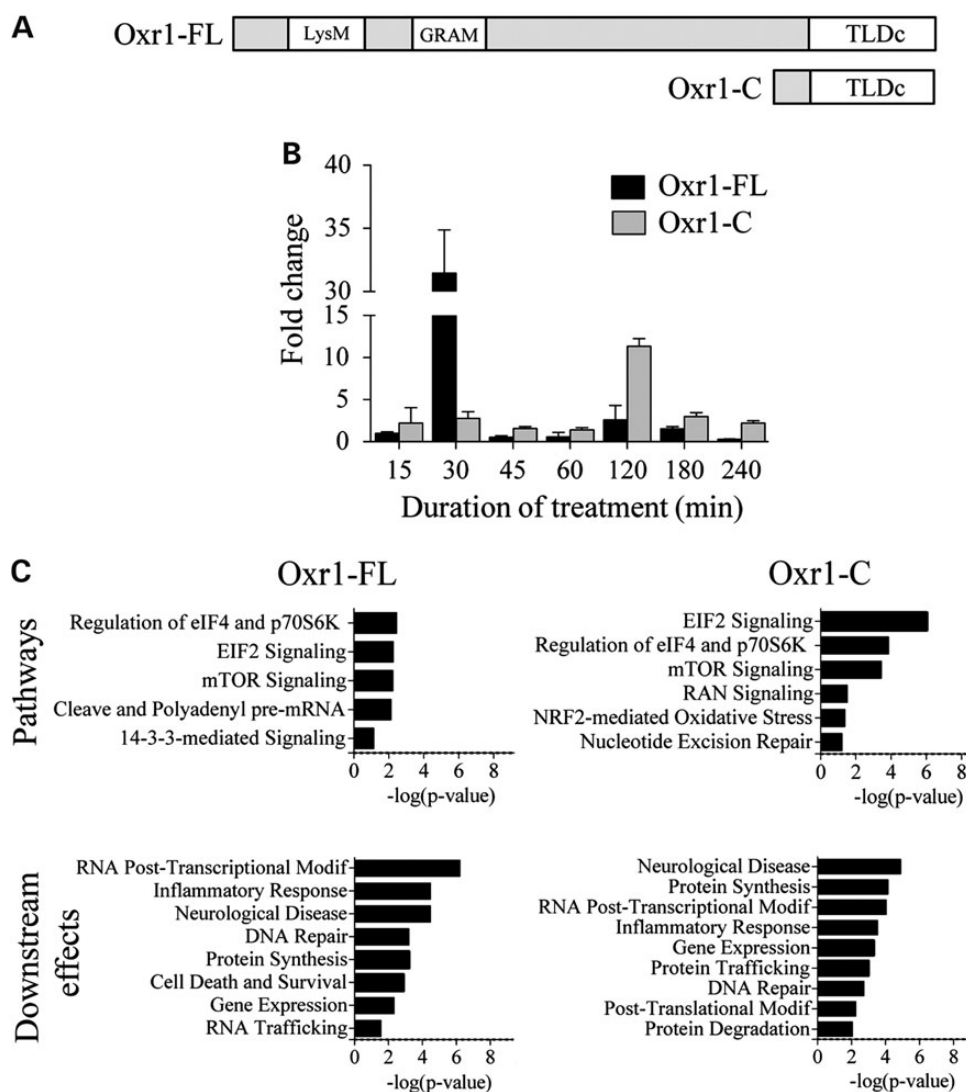 A
Oxr1-FL LysM GRAM TLDc
Oxr1-C TLDc
B
Fold change
40
35
30
15
10
5
0
Oxr1-FL
Oxr1-C
15 30 45 60 120 180 240
Duration of treatment (min)
C
Oxr1-FL
Pathways
Regulation of eIF4 and p70S6K
EIF2 Signaling
mTOR Signaling
Cleave and Polyadenyl pre-mRNA
14-3-3-mediated Signaling
0 2 4 6 8
-log(p-value)
Oxr1-C
EIF2 Signaling
Regulation of eIF4 and p70S6K
mTOR Signaling
RAN Signaling
NRF2-mediated Oxidative Stress
Nucleotide Excision Repair
0 2 4 6 8
-log(p-value)
Downstream
effects
RNA Post-Transcriptional Modif
Inflammatory Response
Neurological Disease
DNA Repair
Protein Synthesis
Cell Death and Survival
Gene Expression
RNA Trafficking
0 2 4 6 8
-log(p-value)
Neurological Disease
Protein Synthesis
RNA Post-Transcriptional Modif
Inflammatory Response
Gene Expression
Protein Trafficking
DNA Repair
Post-Translational Modif
Protein Degradation
0 2 4 6 8
-log(p-value)